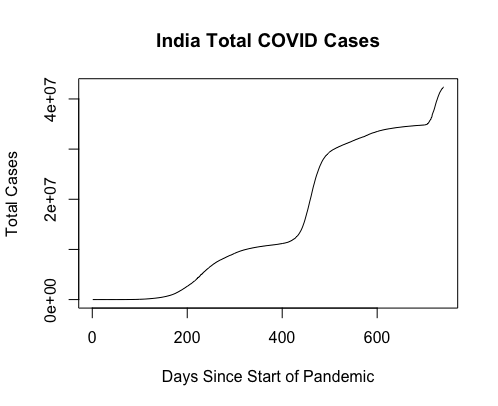 India Total COVID Cases
Total Cases
4e+07
2e+07
0e+00
0 200 400 600
Days Since Start of Pandemic